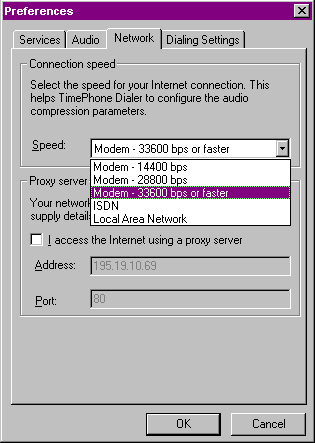 Preferences
Services Audio Network Dialing Settings
Connection speed
Select the speed for your Internet connection. This
helps TimePhone Dialer to configure the audio
compression parameters.
Speed: Modem - 33600 bps or faster
Modem - 14400 bps
Modem - 28800 bps
Modem - 33600 bps or faster
ISDN
Local Area Network
Proxy server
Your networ
supply detail
I access the Internet using a proxy server
Address: 195.19.10.69
Port: 80
OK Cancel